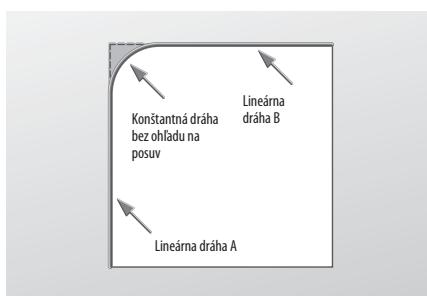 Lineárna
dráha B
Konštantná dráha
bez ohľadu na
posuv
Lineárna dráha A